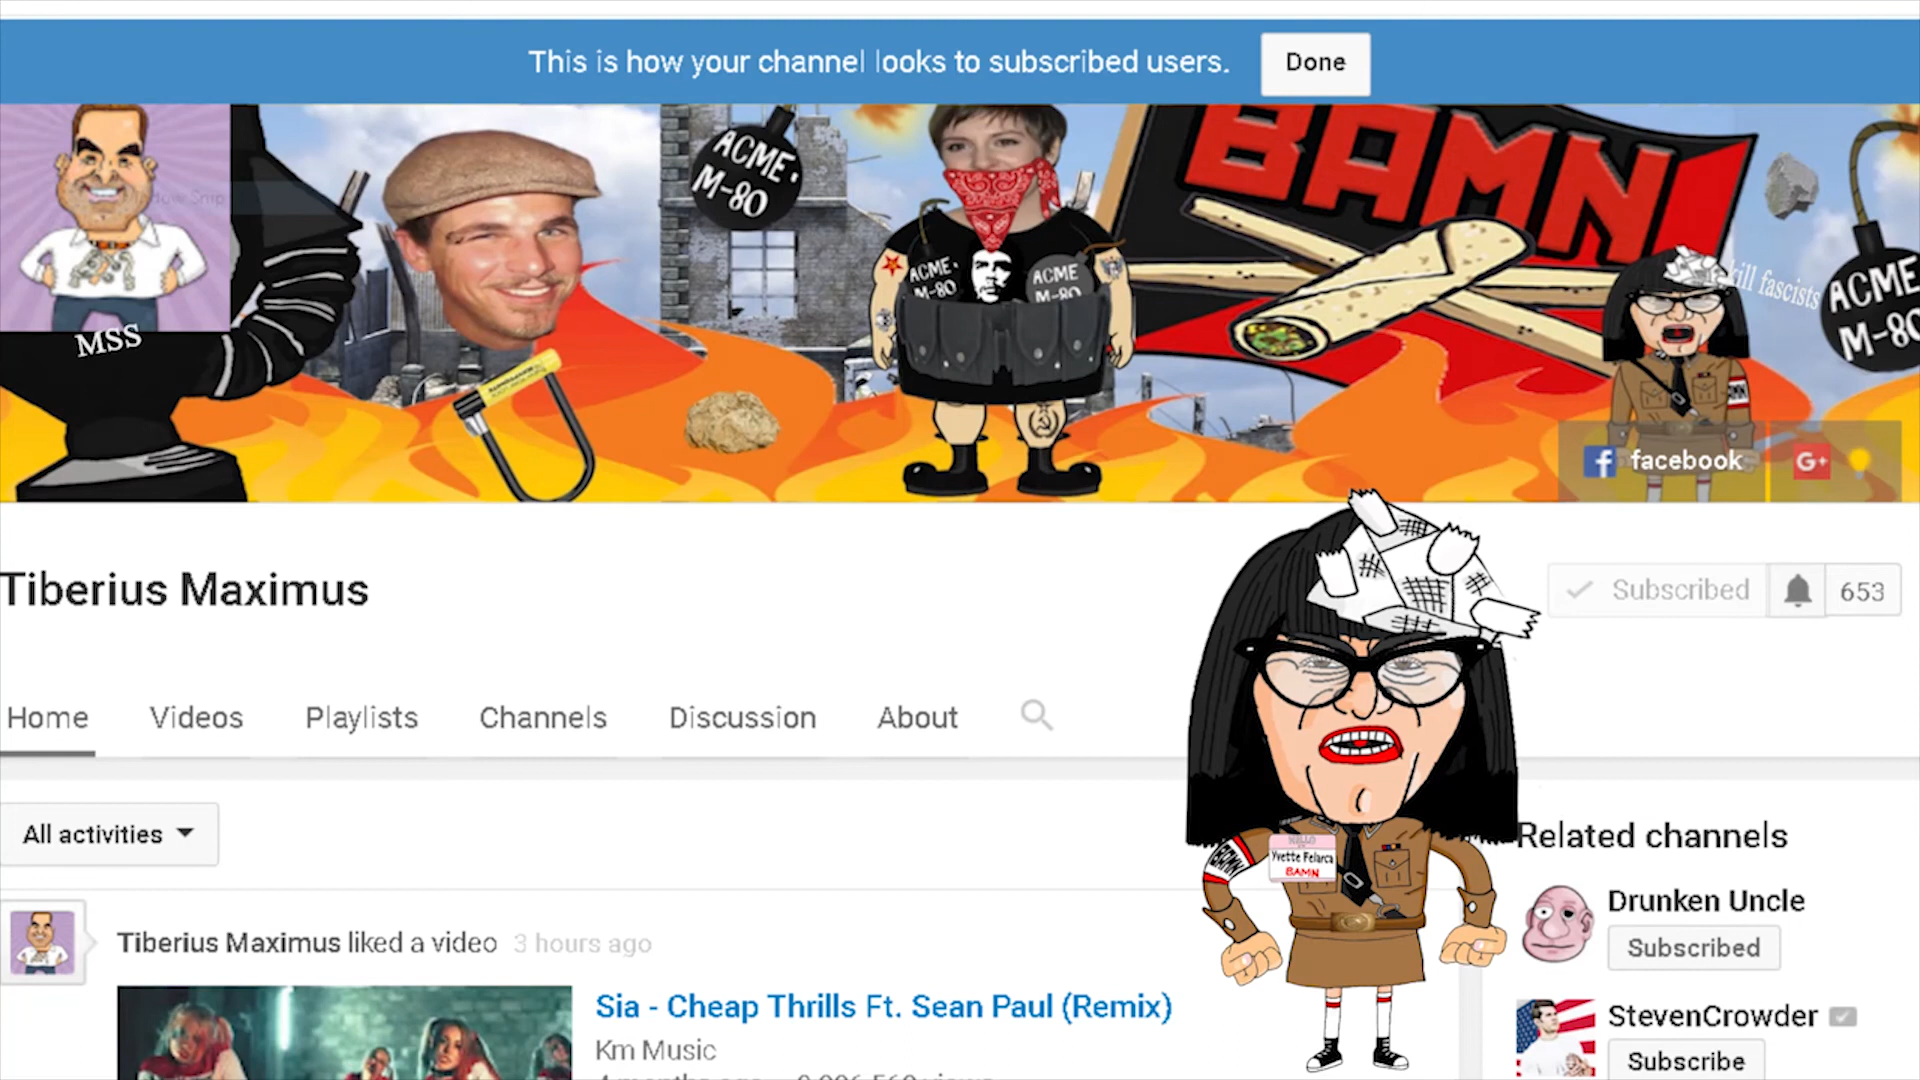 This is how your channel looks to subscribed users.
Done
ACME
M-80
BAMN
ACME
M-80
ACME
M-80
kill fascists
ACME
M-80
MSS
BAMN
facebook
G+
Tiberius Maximus
Subscribed
653
Home
Videos
Playlists
Channels
Discussion
About
All activities
HELLO
Yvette Felarca
BAMN
BAMN
Related channels
Drunken Uncle
Subscribed
Tiberius Maximus liked a video 3 hours ago
Sia - Cheap Thrills Ft. Sean Paul (Remix)
Km Music
StevenCrowder
Subscribe